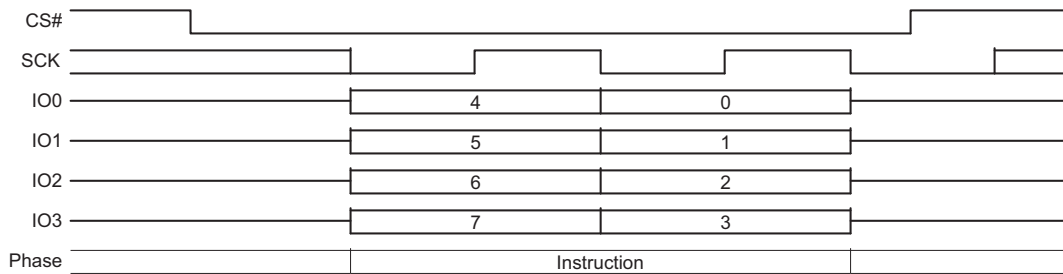 CS#
SCK
IO0 4 0
IO1 5 1
IO2 6 2
IO3 7 3
Phase Instruction